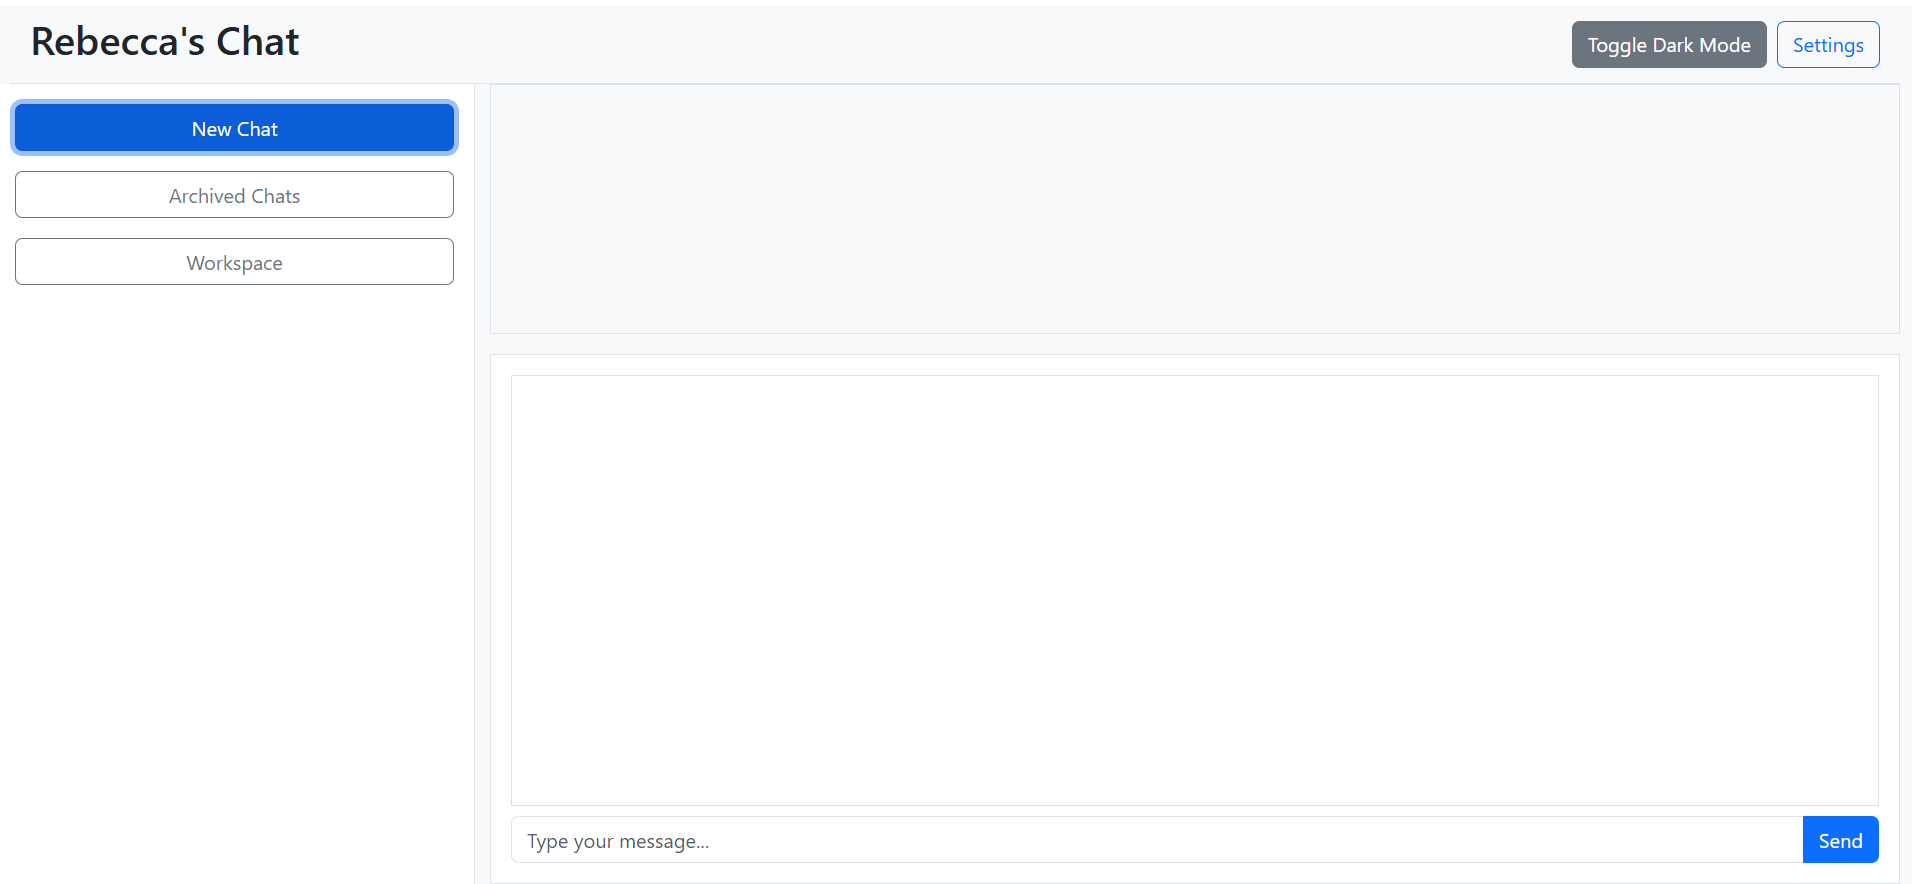 Rebecca's Chat
Toggle Dark Mode
Settings
New Chat
Archived Chats
Workspace
Type your message...
Send